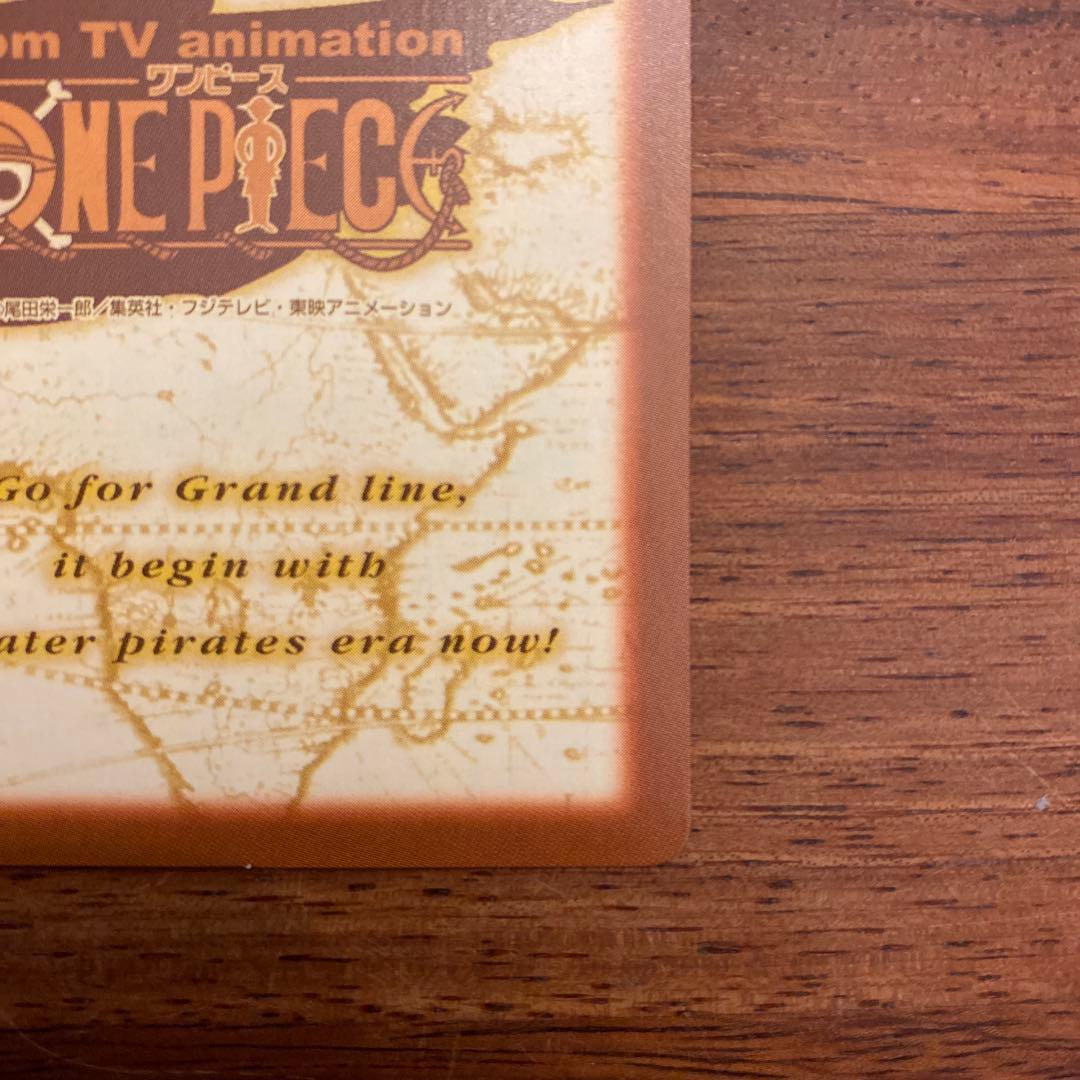 om TV animation
ワンピース
ONE PIECE
©尾田栄一郎／集英社・フジテレビ・東映アニメーション
Go for Grand line,
it begin with
ater pirates era now!